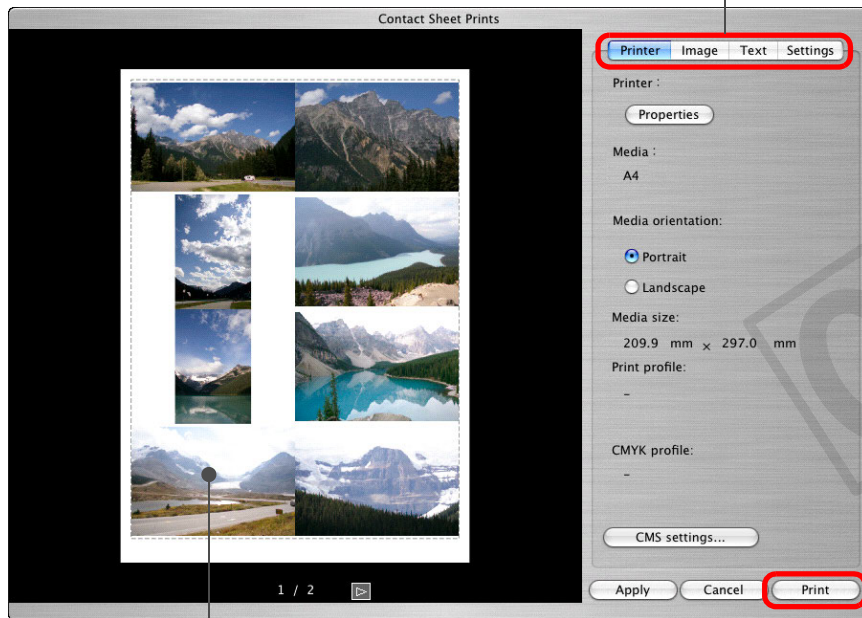 Contact Sheet Prints
Printer Image Text Settings
Printer :
Properties
Media :
A4
Media orientation:
Portrait
Landscape
Media size:
209.9 mm × 297.0 mm
Print profile:
–
CMYK profile:
–
CMS settings...
1 / 2
Apply Cancel Print